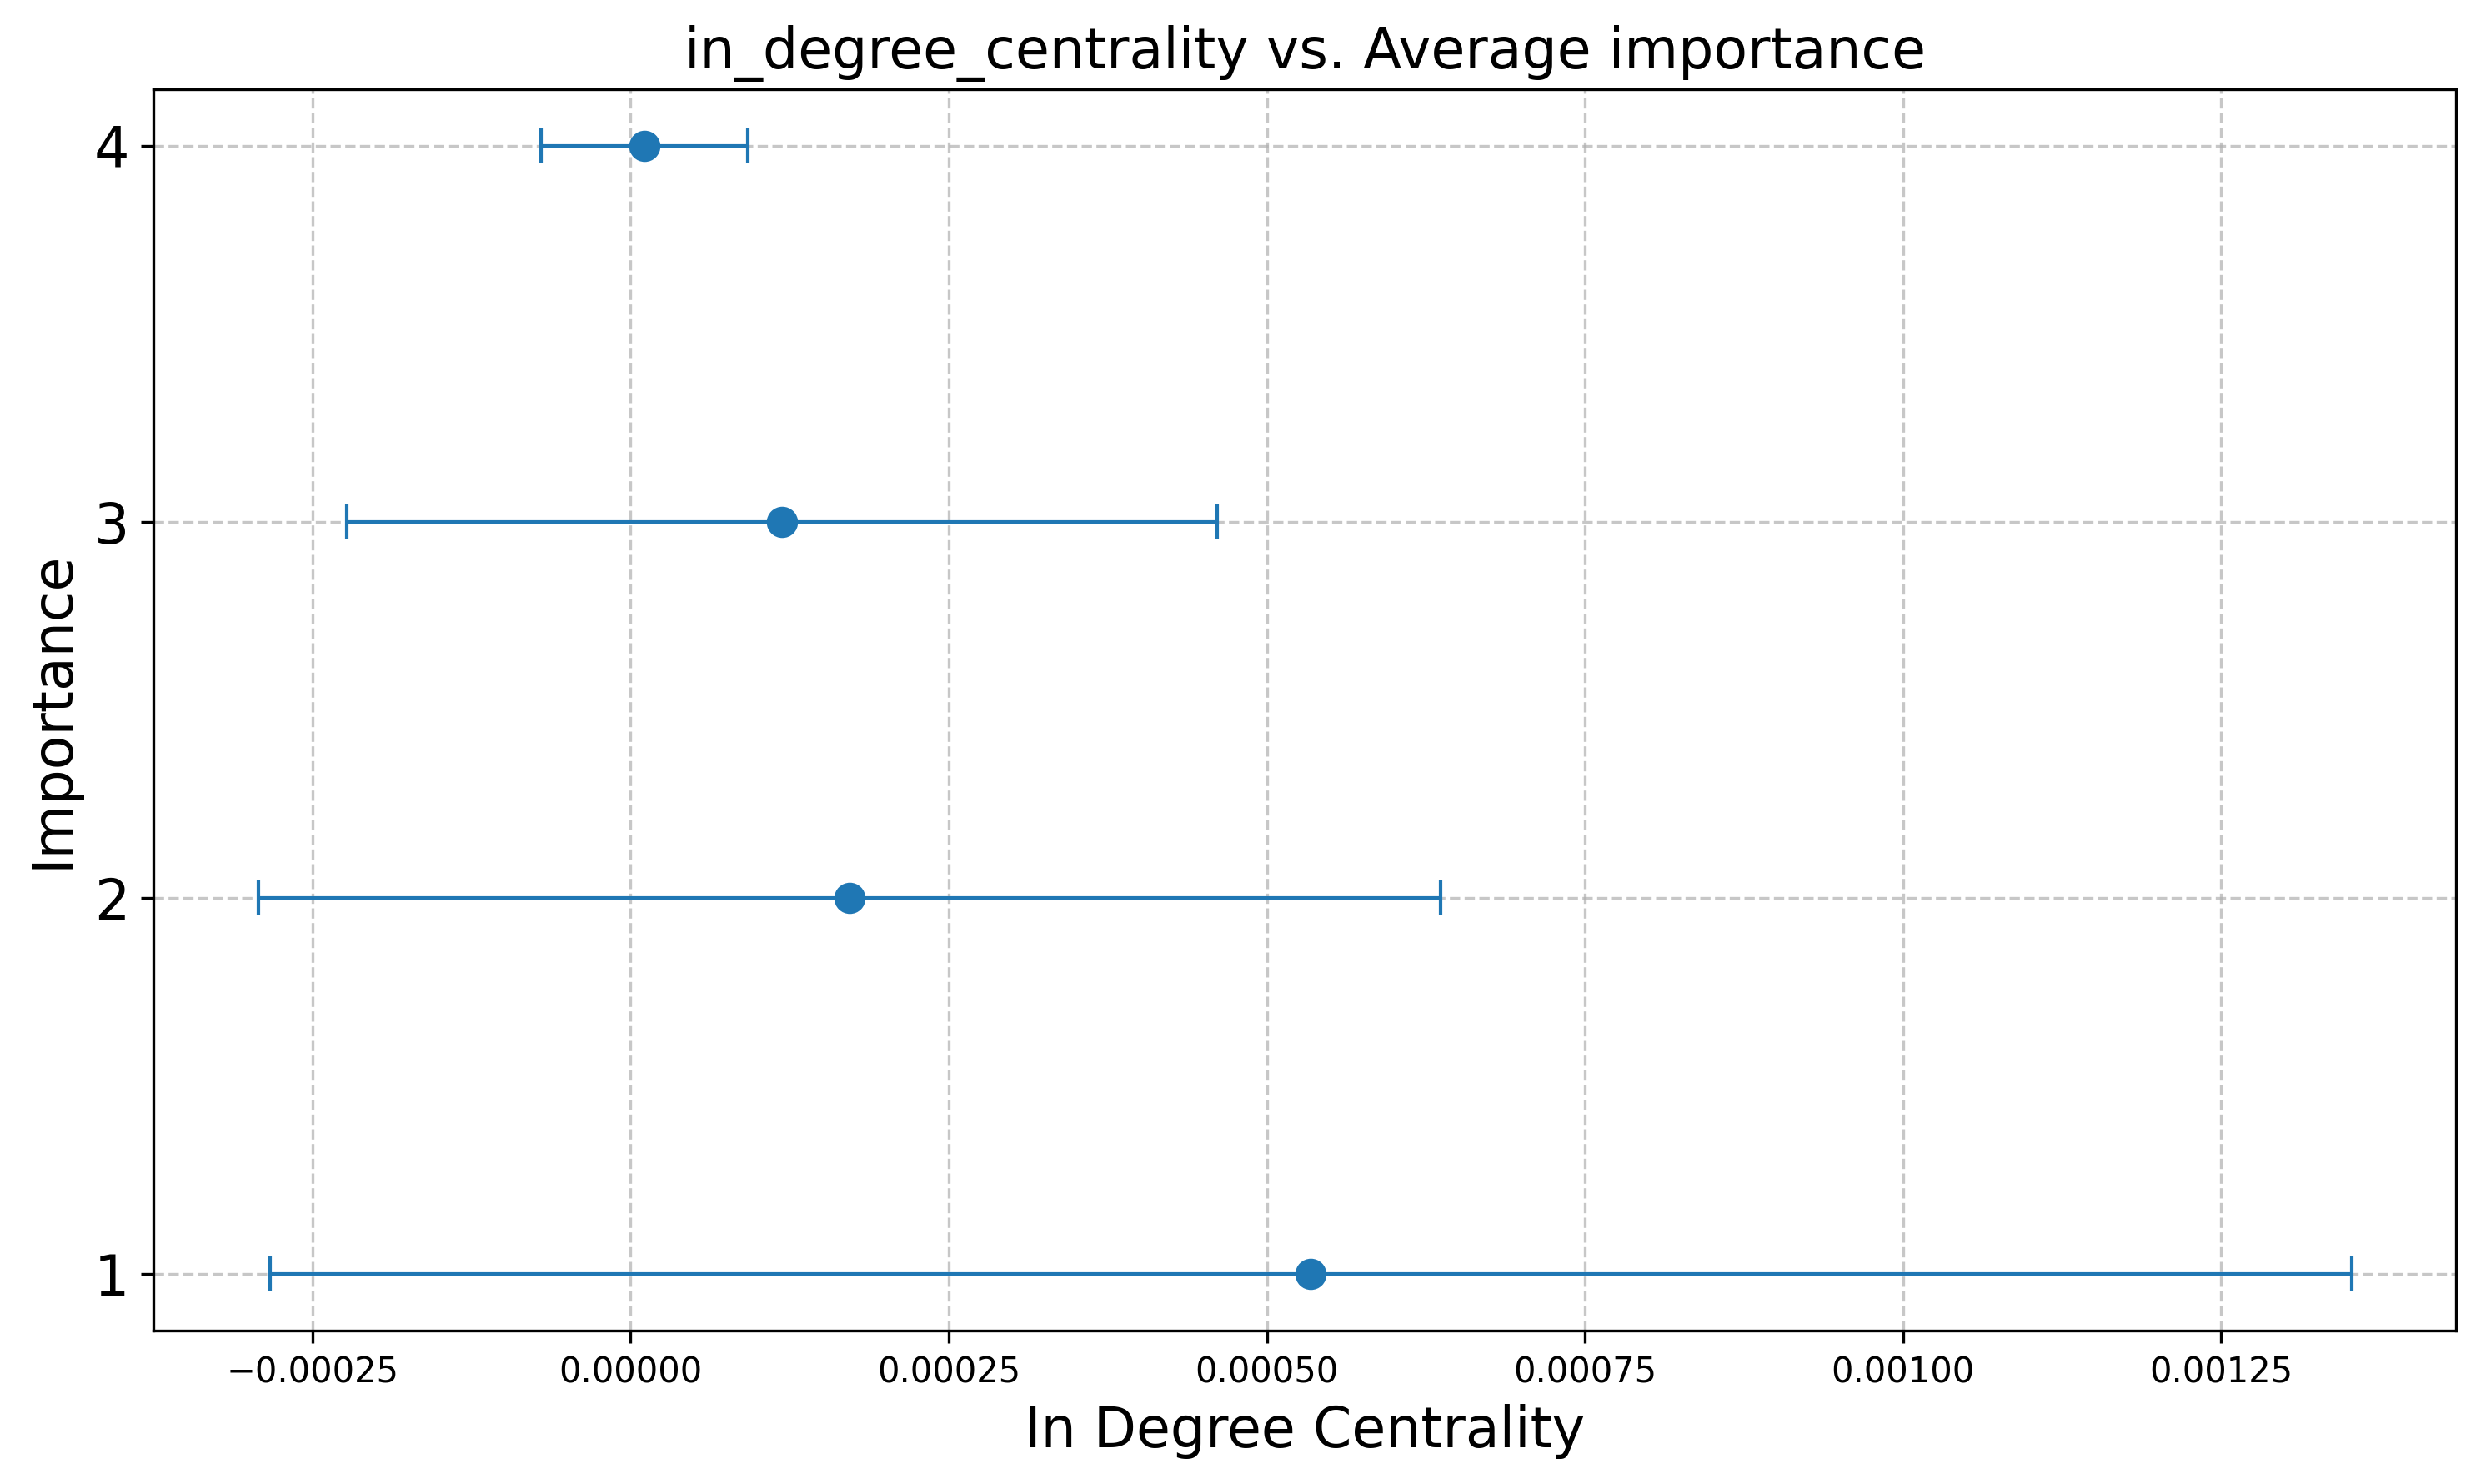 in_degree_centrality vs. Average importance
4
3
2
1
Importance
−0.00025 0.00000 0.00025 0.00050 0.00075 0.00100 0.00125
In Degree Centrality